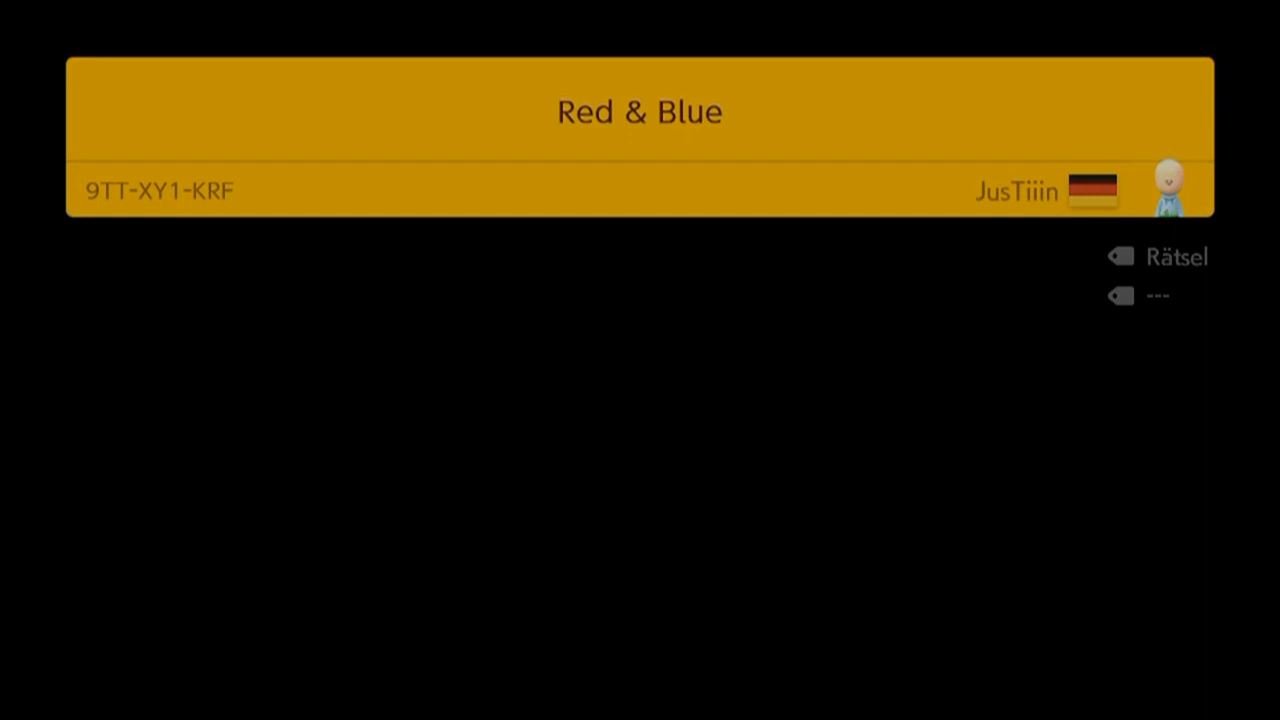 Red & Blue
9TT-XY1-KRF
JusTiiin
Rätsel
---